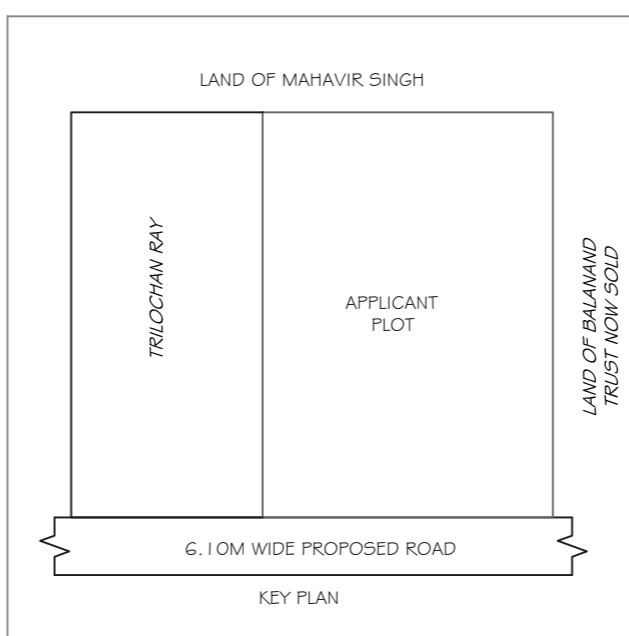 LAND OF MAHAVIR SINGH
TRILOCHAN RAY
APPLICANT
PLOT
LAND OF BALANAND
TRUST NOW SOLD
6.10M WIDE PROPOSED ROAD
KEY PLAN